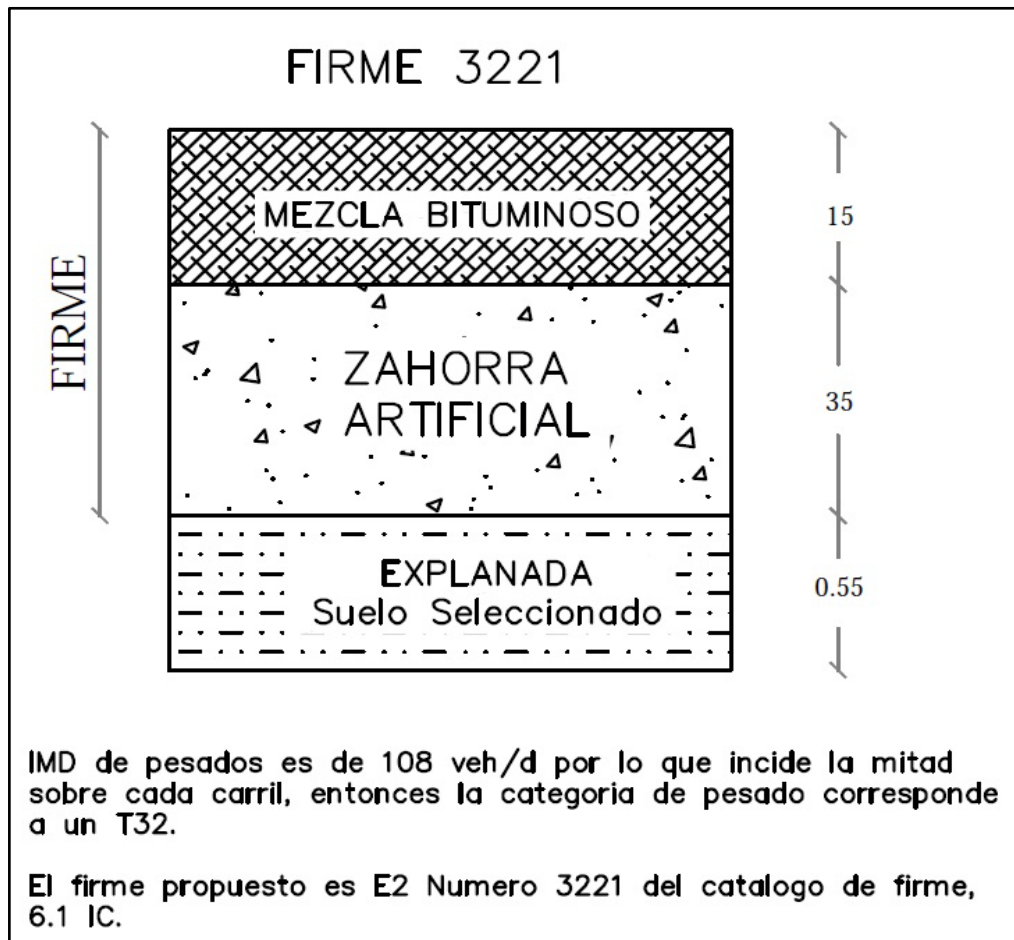 FIRME 3221
FIRME
MEZCLA BITUMINOSO
15
ZAHORRA
ARTIFICIAL
35
EXPLANADA
Suelo Seleccionado
0.55
IMD de pesados es de 108 veh/d por lo que incide la mitad
sobre cada carril, entonces la categoria de pesado corresponde
a un T32.
El firme propuesto es E2 Numero 3221 del catalogo de firme,
6.1 IC.